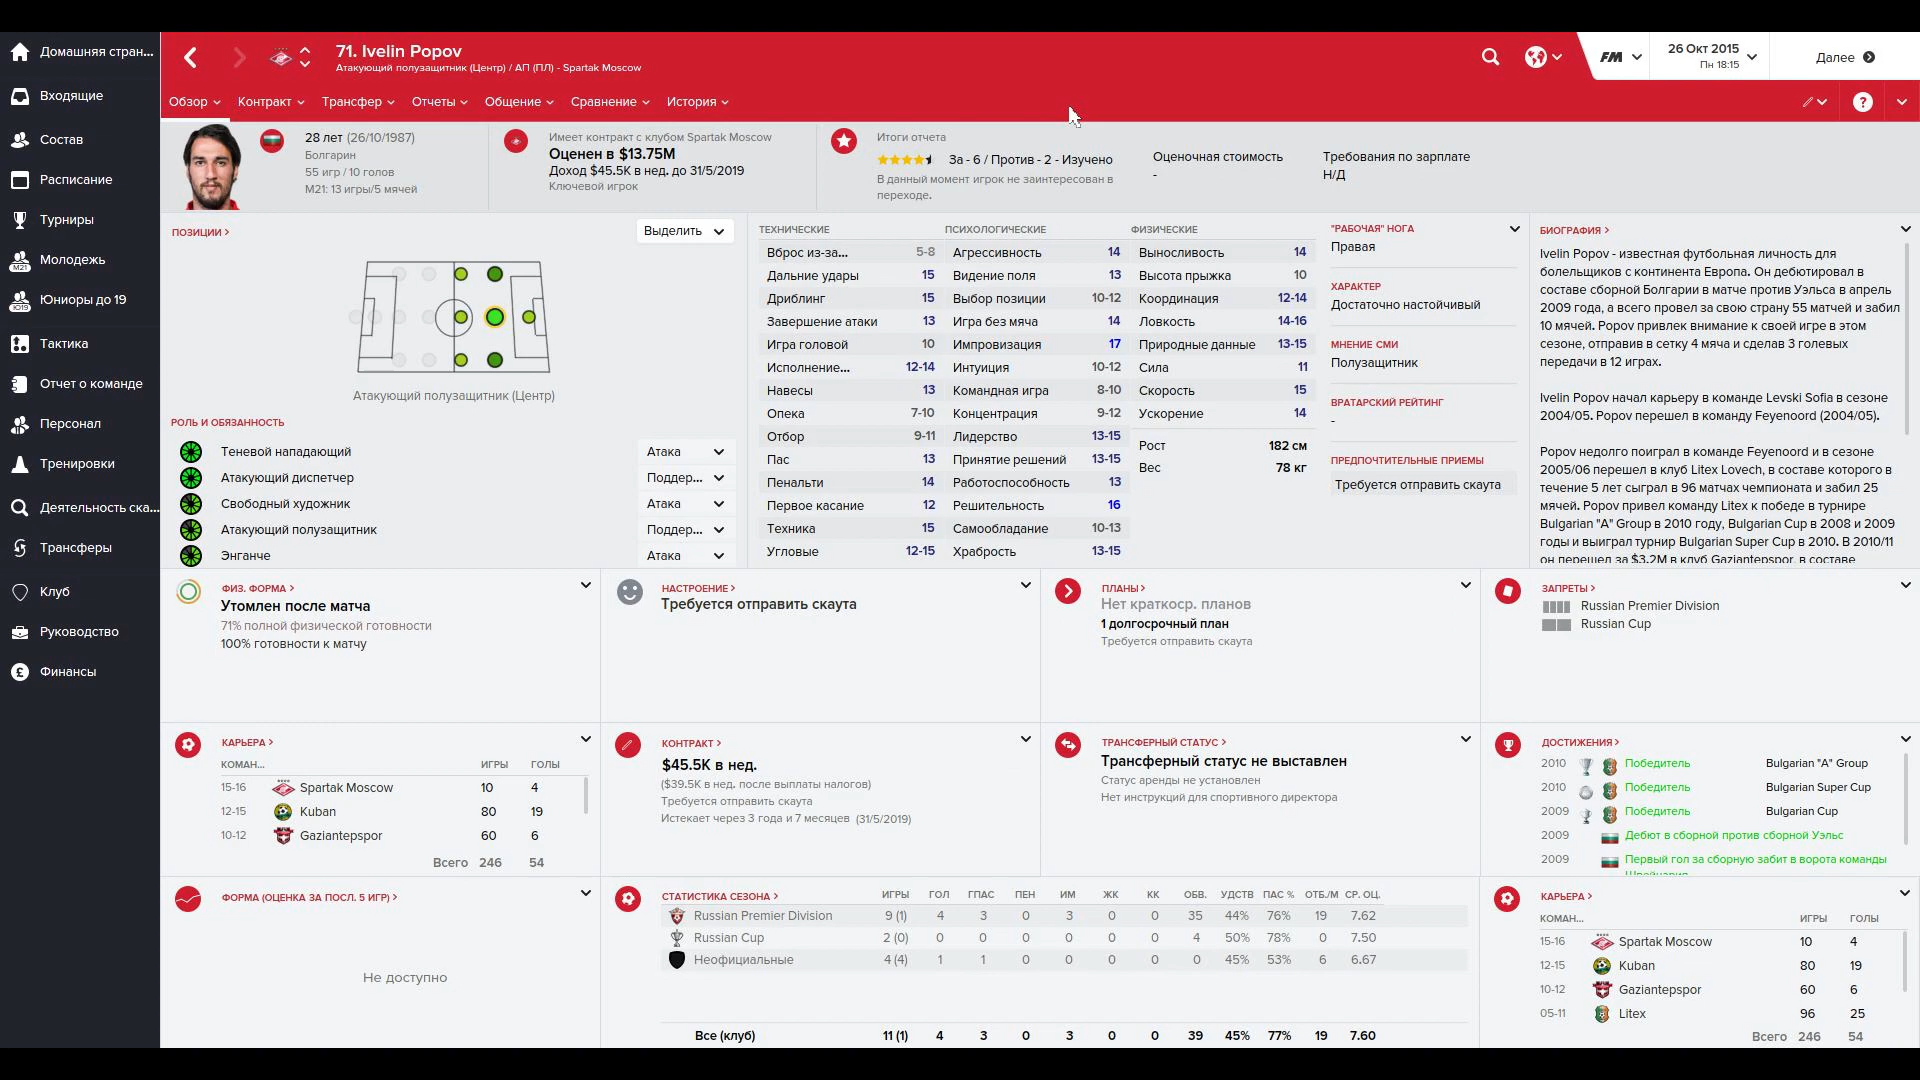 Домашняя стран...
Входящие
Состав
Расписание
Турниры
Молодежь
M21
Юниоры до 19
Ю19
Тактика
Отчет о команде
Персонал
Тренировки
Деятельность ска...
Трансферы
Клуб
Руководство
Финансы
71. Ivelin Popov
Атакующий полузащитник (Центр) / АП (ПЛ) - Spartak Moscow
FM
26 Окт 2015
Пн 18:15
Далее
Обзор
Контракт
Трансфер
Отчеты
Общение
Сравнение
История
?
28 лет (26/10/1987)
Болгарин
55 игр / 10 голов
M21: 13 игры/5 мячей
Имеет контракт с клубом Spartak Moscow
Оценен в $13.75M
Доход $45.5K в нед. до 31/5/2019
Ключевой игрок
Итоги отчета
За - 6 / Против - 2 - Изучено
В данный момент игрок не заинтересован в
переходе.
Оценочная стоимость
-
Требования по зарплате
Н/Д
ПОЗИЦИИ >
Выделить
Атакующий полузащитник (Центр)
РОЛЬ И ОБЯЗАННОСТЬ
Теневой нападающий Атака
Атакующий диспетчер Поддер...
Свободный художник Атака
Атакующий полузащитник Поддер...
Энганче Атака
ТЕХНИЧЕСКИЕ
Вброс из-за... 5-8
Дальние удары 15
Дриблинг 15
Завершение атаки 13
Игра головой 10
Исполнение... 12-14
Навесы 13
Опека 7-10
Отбор 9-11
Пас 13
Пенальти 14
Первое касание 12
Техника 15
Угловые 12-15
ПСИХОЛОГИЧЕСКИЕ
Агрессивность 14
Видение поля 13
Выбор позиции 10-12
Игра без мяча 14
Импровизация 17
Интуиция 10-12
Командная игра 8-10
Концентрация 9-12
Лидерство 13-15
Принятие решений 13-15
Работоспособность 13
Решительность 16
Самообладание 10-13
Храбрость 13-15
ФИЗИЧЕСКИЕ
Выносливость 14
Высота прыжка 10
Координация 12-14
Ловкость 14-16
Природные данные 13-15
Сила 11
Скорость 15
Ускорение 14
Рост 182 см
Вес 78 кг
"РАБОЧАЯ" НОГА
Правая
ХАРАКТЕР
Достаточно настойчивый
МНЕНИЕ СМИ
Полузащитник
ВРАТАРСКИЙ РЕЙТИНГ
-
ПРЕДПОЧТИТЕЛЬНЫЕ ПРИЕМЫ
Требуется отправить скаута
БИОГРАФИЯ >
Ivelin Popov - известная футбольная личность для
болельщиков с континента Европа. Он дебютировал в
составе сборной Болгарии в матче против Уэльса в апрель
2009 года, а всего провел за свою страну 55 матчей и забил
10 мячей. Popov привлек внимание к своей игре в этом
сезоне, отправив в сетку 4 мяча и сделав 3 голевых
передачи в 12 играх.
Ivelin Popov начал карьеру в команде Levski Sofia в сезоне
2004/05. Popov перешел в команду Feyenoord (2004/05).
Popov недолго поиграл в команде Feyenoord и в сезоне
2005/06 перешел в клуб Litex Lovech, в составе которого в
течение 5 лет сыграл в 96 матчах чемпионата и забил 25
мячей. Popov привел команду Litex к победе в турнире
Bulgarian "A" Group в 2010 году, Bulgarian Cup в 2008 и 2009
годы и выиграл турнир Bulgarian Super Cup в 2010. В 2010/11
он перешел за $3.2M в клуб Gaziantepspor, в составе
ФИЗ. ФОРМА >
Утомлен после матча
71% полной физической готовности
100% готовности к матчу
НАСТРОЕНИЕ >
Требуется отправить скаута
ПЛАНЫ >
Нет краткоср. планов
1 долгосрочный план
Требуется отправить скаута
ЗАПРЕТЫ >
Russian Premier Division
Russian Cup
КАРЬЕРА >
КОМАН... ИГРЫ ГОЛЫ
15-16 Spartak Moscow 10 4
12-15 Kuban 80 19
10-12 Gaziantepspor 60 6
Всего 246 54
КОНТРАКТ >
$45.5K в нед.
($39.5K в нед. после выплаты налогов)
Требуется отправить скаута
Истекает через 3 года и 7 месяцев (31/5/2019)
ТРАНСФЕРНЫЙ СТАТУС >
Трансферный статус не выставлен
Статус аренды не установлен
Нет инструкций для спортивного директора
ДОСТИЖЕНИЯ >
2010 Победитель Bulgarian "A" Group
2010 Победитель Bulgarian Super Cup
2009 Победитель Bulgarian Cup
2009 Дебют в сборной против сборной Уэльс
2009 Первый гол за сборную забит в ворота команды
Швейцария
ФОРМА (ОЦЕНКА ЗА ПОСЛ. 5 ИГР) >
Не доступно
СТАТИСТИКА СЕЗОНА > ИГРЫ ГОЛ ГПАС ПЕН ИМ ЖК КК ОБВ. УДСТВ ПАС % ОТБ./М СР. ОЦ.
Russian Premier Division 9 (1) 4 3 0 3 0 0 35 44% 76% 19 7.62
Russian Cup 2 (0) 0 0 0 0 0 0 4 50% 78% 0 7.50
Неофициальные 4 (4) 1 1 0 0 0 0 0 45% 53% 6 6.67
Все (клуб) 11 (1) 4 3 0 3 0 0 39 45% 77% 19 7.60
КАРЬЕРА >
КОМАН... ИГРЫ ГОЛЫ
15-16 Spartak Moscow 10 4
12-15 Kuban 80 19
10-12 Gaziantepspor 60 6
05-11 Litex 96 25
Всего 246 54